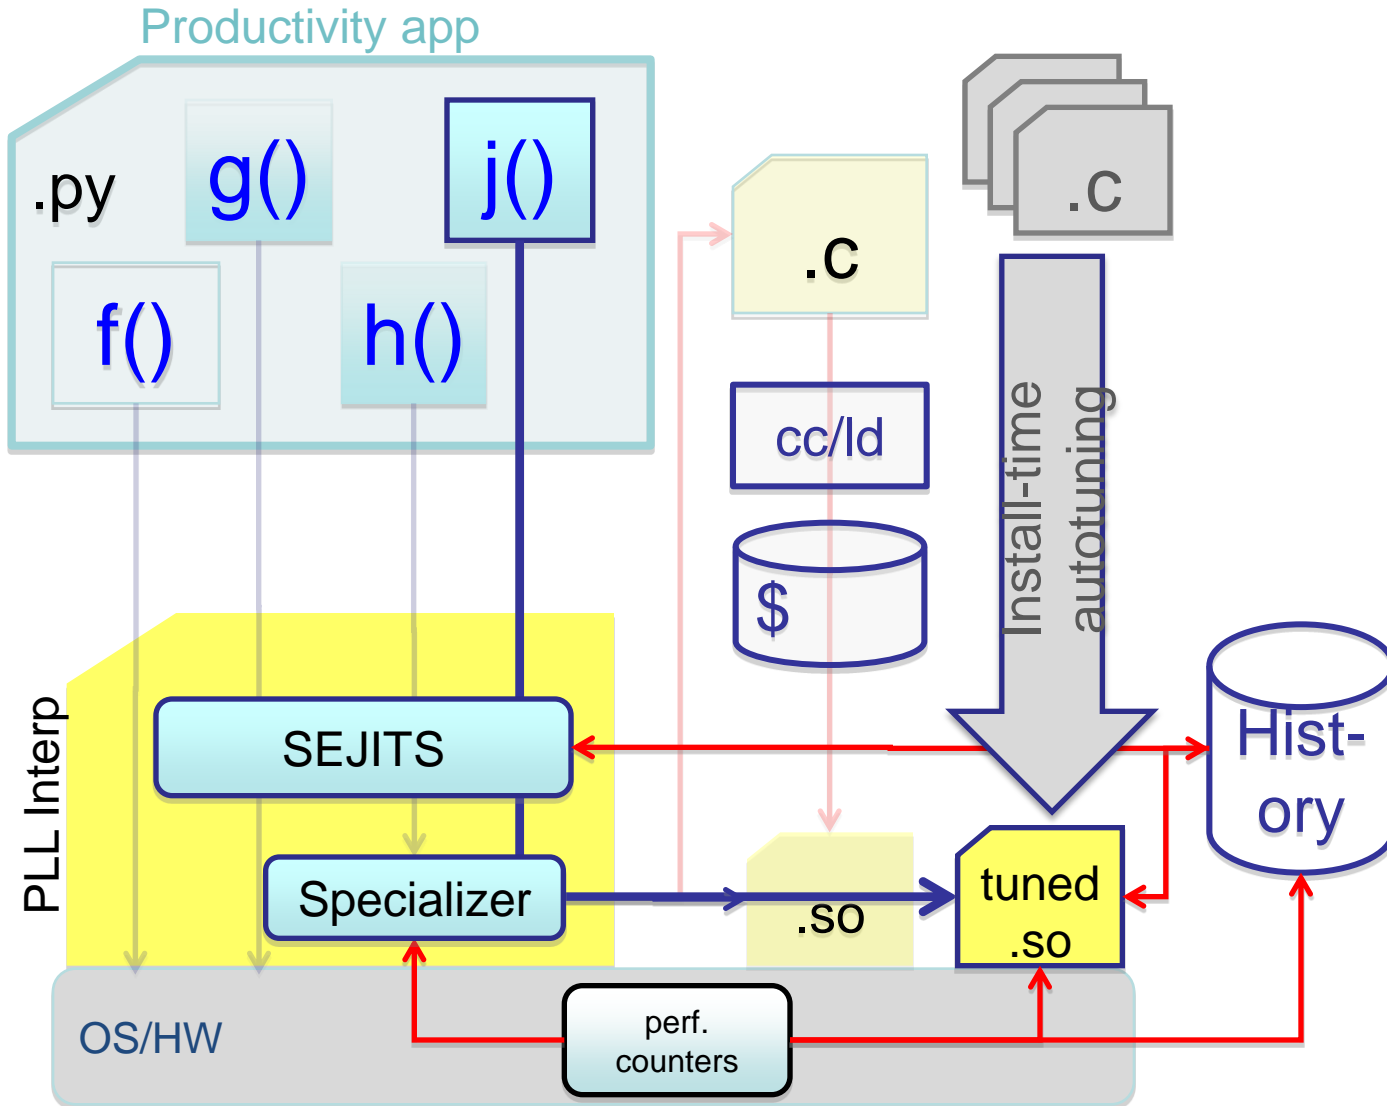 Productivity app
.py
g()
j()
f()
h()
.c
.c
cc/ld
$
Install-time
autotuning
PLL Interp
SEJITS
Specializer
.so
tuned
.so
Hist-
ory
OS/HW
perf.
counters